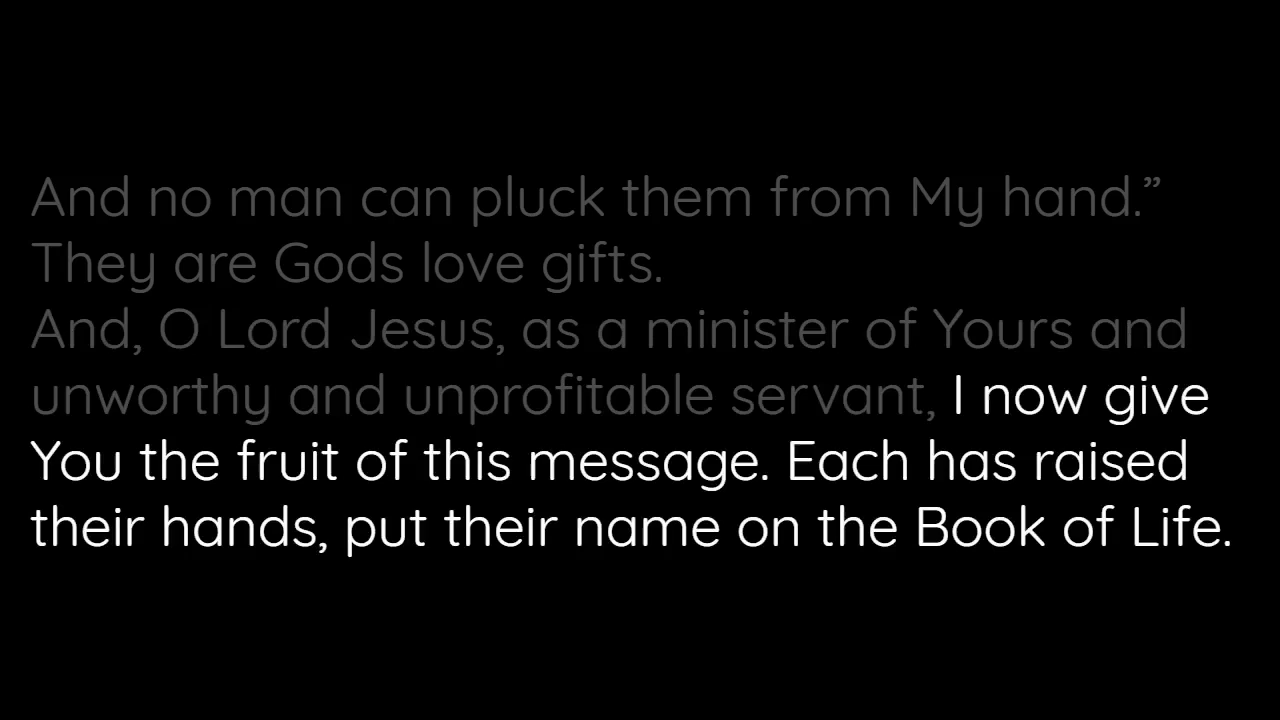 And no man can pluck them from My hand.”
They are Gods love gifts.
And, O Lord Jesus, as a minister of Yours and
unworthy and unprofitable servant, I now give
You the fruit of this message. Each has raised
their hands, put their name on the Book of Life.